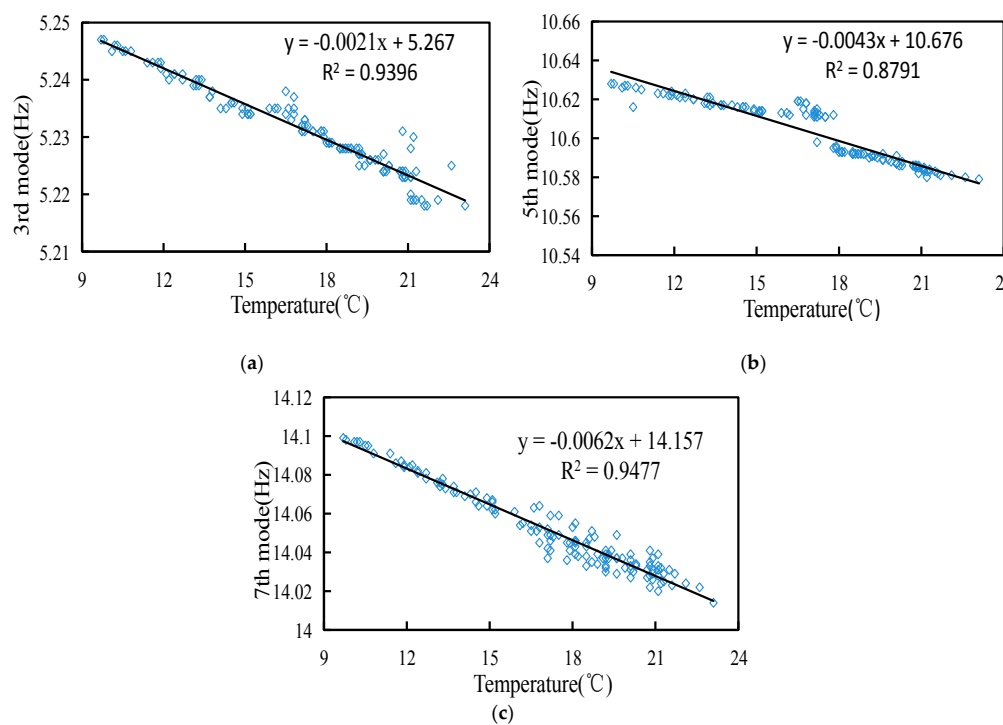 5.25
5.24
5.23
5.22
5.21
3rd mode(Hz)
y = -0.0021x + 5.267
R² = 0.9396
9 12 15 18 21 24
Temperature(℃)
(a)
10.66
10.62
10.6
10.58
10.54
5th mode(Hz)
y = -0.0043x + 10.676
R² = 0.8791
9 12 15 18 21 2
Temperature(℃)
(b)
14.12
14.1
14.08
14.06
14.04
14.02
14
7th mode(Hz)
y = -0.0062x + 14.157
R² = 0.9477
9 12 15 18 21 24
Temperature(℃)
(c)